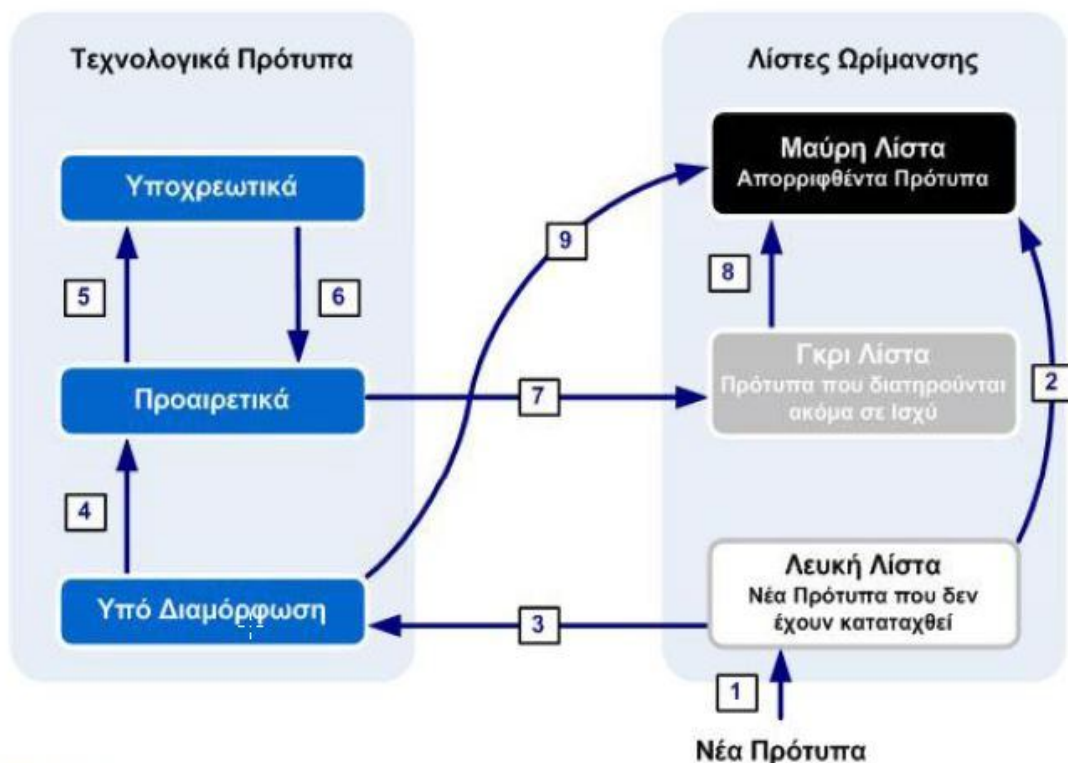 Τεχνολογικά Πρότυπα
Υποχρεωτικά
5
6
Προαιρετικά
4
Υπό Διαμόρφωση
9
7
3
Λίστες Ωρίμανσης
Μαύρη Λίστα
Απορριφθέντα Πρότυπα
8
Γκρι Λίστα
Πρότυπα που διατηρούνται
ακόμα σε Ισχύ
2
Λευκή Λίστα
Νέα Πρότυπα που δεν
έχουν καταταχθεί
1
Νέα Πρότυπα